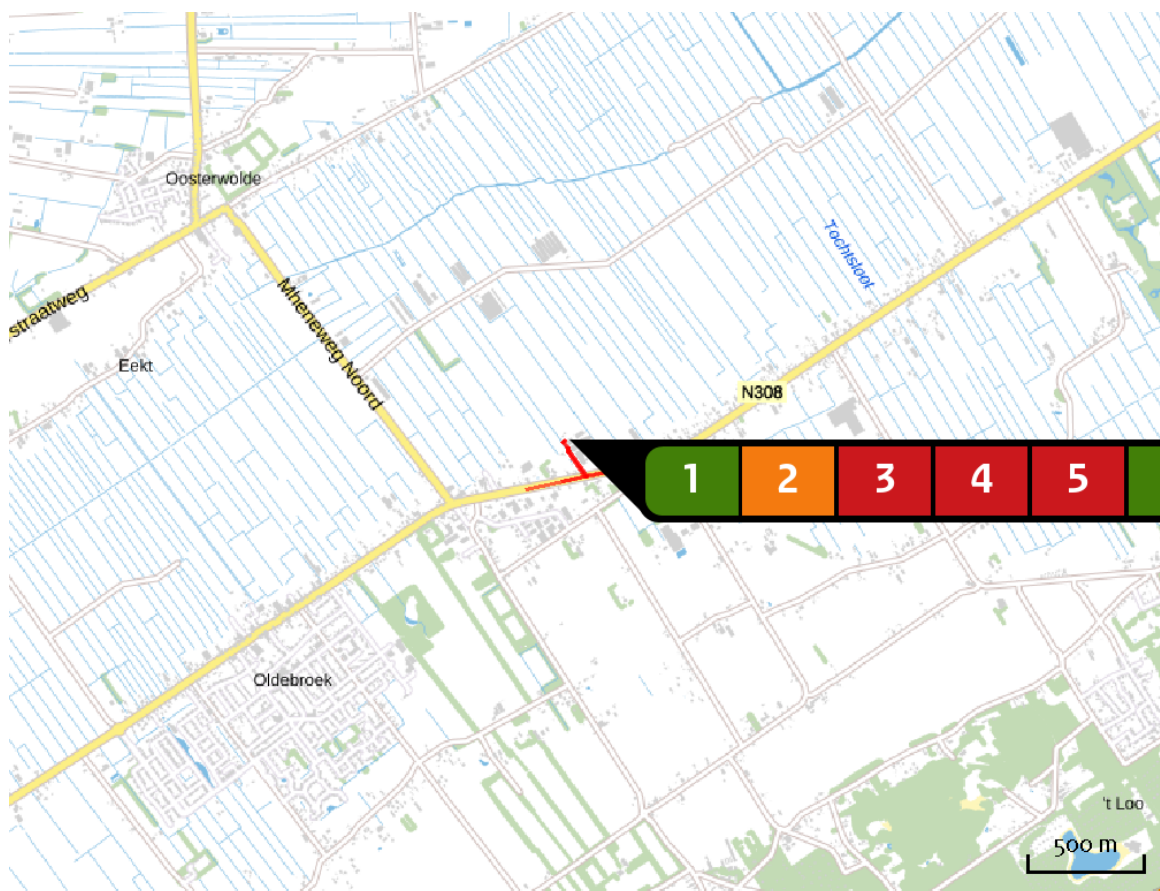 Oosterwolde
Tochtsloot
straatweg
Mheneweg Noord
Eekt
N308
1 2 3 4 5
Oldebroek
't Loo
500 m